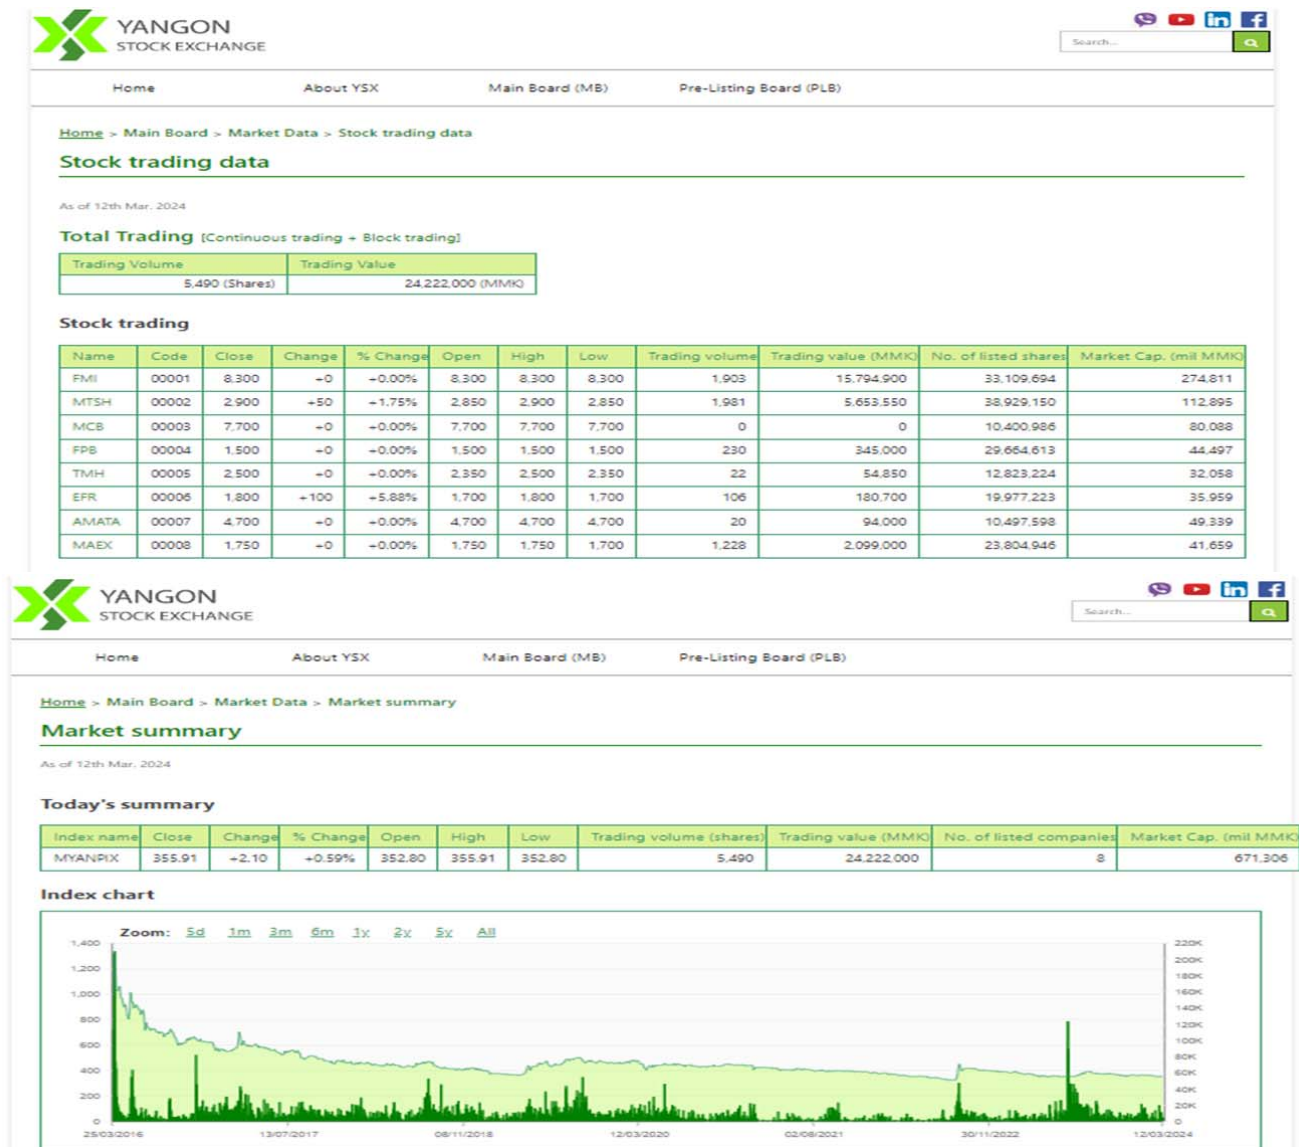 YANGON
STOCK EXCHANGE
Search...
Home About YSX Main Board (MB) Pre-Listing Board (PLB)
Home > Main Board > Market Data > Stock trading data
Stock trading data
As of 12th Mar. 2024
Total Trading [Continuous trading + Block trading]
Trading Volume Trading Value
5,490 (Shares) 24,222,000 (MMK)
Stock trading
Name Code Close Change % Change Open High Low Trading volume Trading value (MMK) No. of listed shares Market Cap. (mil MMK)
FMI 00001 8,300 +0 +0.00% 8,300 8,300 8,300 1,903 15,794,900 33,109,694 274,811
MTSH 00002 2,900 +50 +1.75% 2,850 2,900 2,850 1,981 5,653,550 38,929,150 112,895
MCB 00003 7,700 +0 +0.00% 7,700 7,700 7,700 0 0 10,400,986 80,088
FPB 00004 1,500 +0 +0.00% 1,500 1,500 1,500 230 345,000 29,664,613 44,497
TMH 00005 2,500 +0 +0.00% 2,350 2,500 2,350 22 54,850 12,823,224 32,058
EFR 00006 1,800 +100 +5.88% 1,700 1,800 1,700 106 180,700 19,977,223 35,959
AMATA 00007 4,700 +0 +0.00% 4,700 4,700 4,700 20 94,000 10,497,598 49,339
MAEX 00008 1,750 +0 +0.00% 1,750 1,750 1,700 1,228 2,099,000 23,804,946 41,659
YANGON
STOCK EXCHANGE
Search...
Home About YSX Main Board (MB) Pre-Listing Board (PLB)
Home > Main Board > Market Data > Market summary
Market summary
As of 12th Mar. 2024
Today's summary
Index name Close Change % Change Open High Low Trading volume (shares) Trading value (MMK) No. of listed companies Market Cap. (mil MMK)
MYANPIX 355.91 +2.10 +0.59% 352.80 355.91 352.80 5,490 24,222,000 8 671,306
Index chart
Zoom: 5d 1m 3m 6m 1y 2y 5y All
1,400 220K
1,200 200K
180K
1,000 160K
140K
800 120K
600 100K
80K
400 60K
40K
200 20K
0 0
25/03/2016 13/07/2017 08/11/2018 12/03/2020 02/08/2021 30/11/2022 12/03/2024